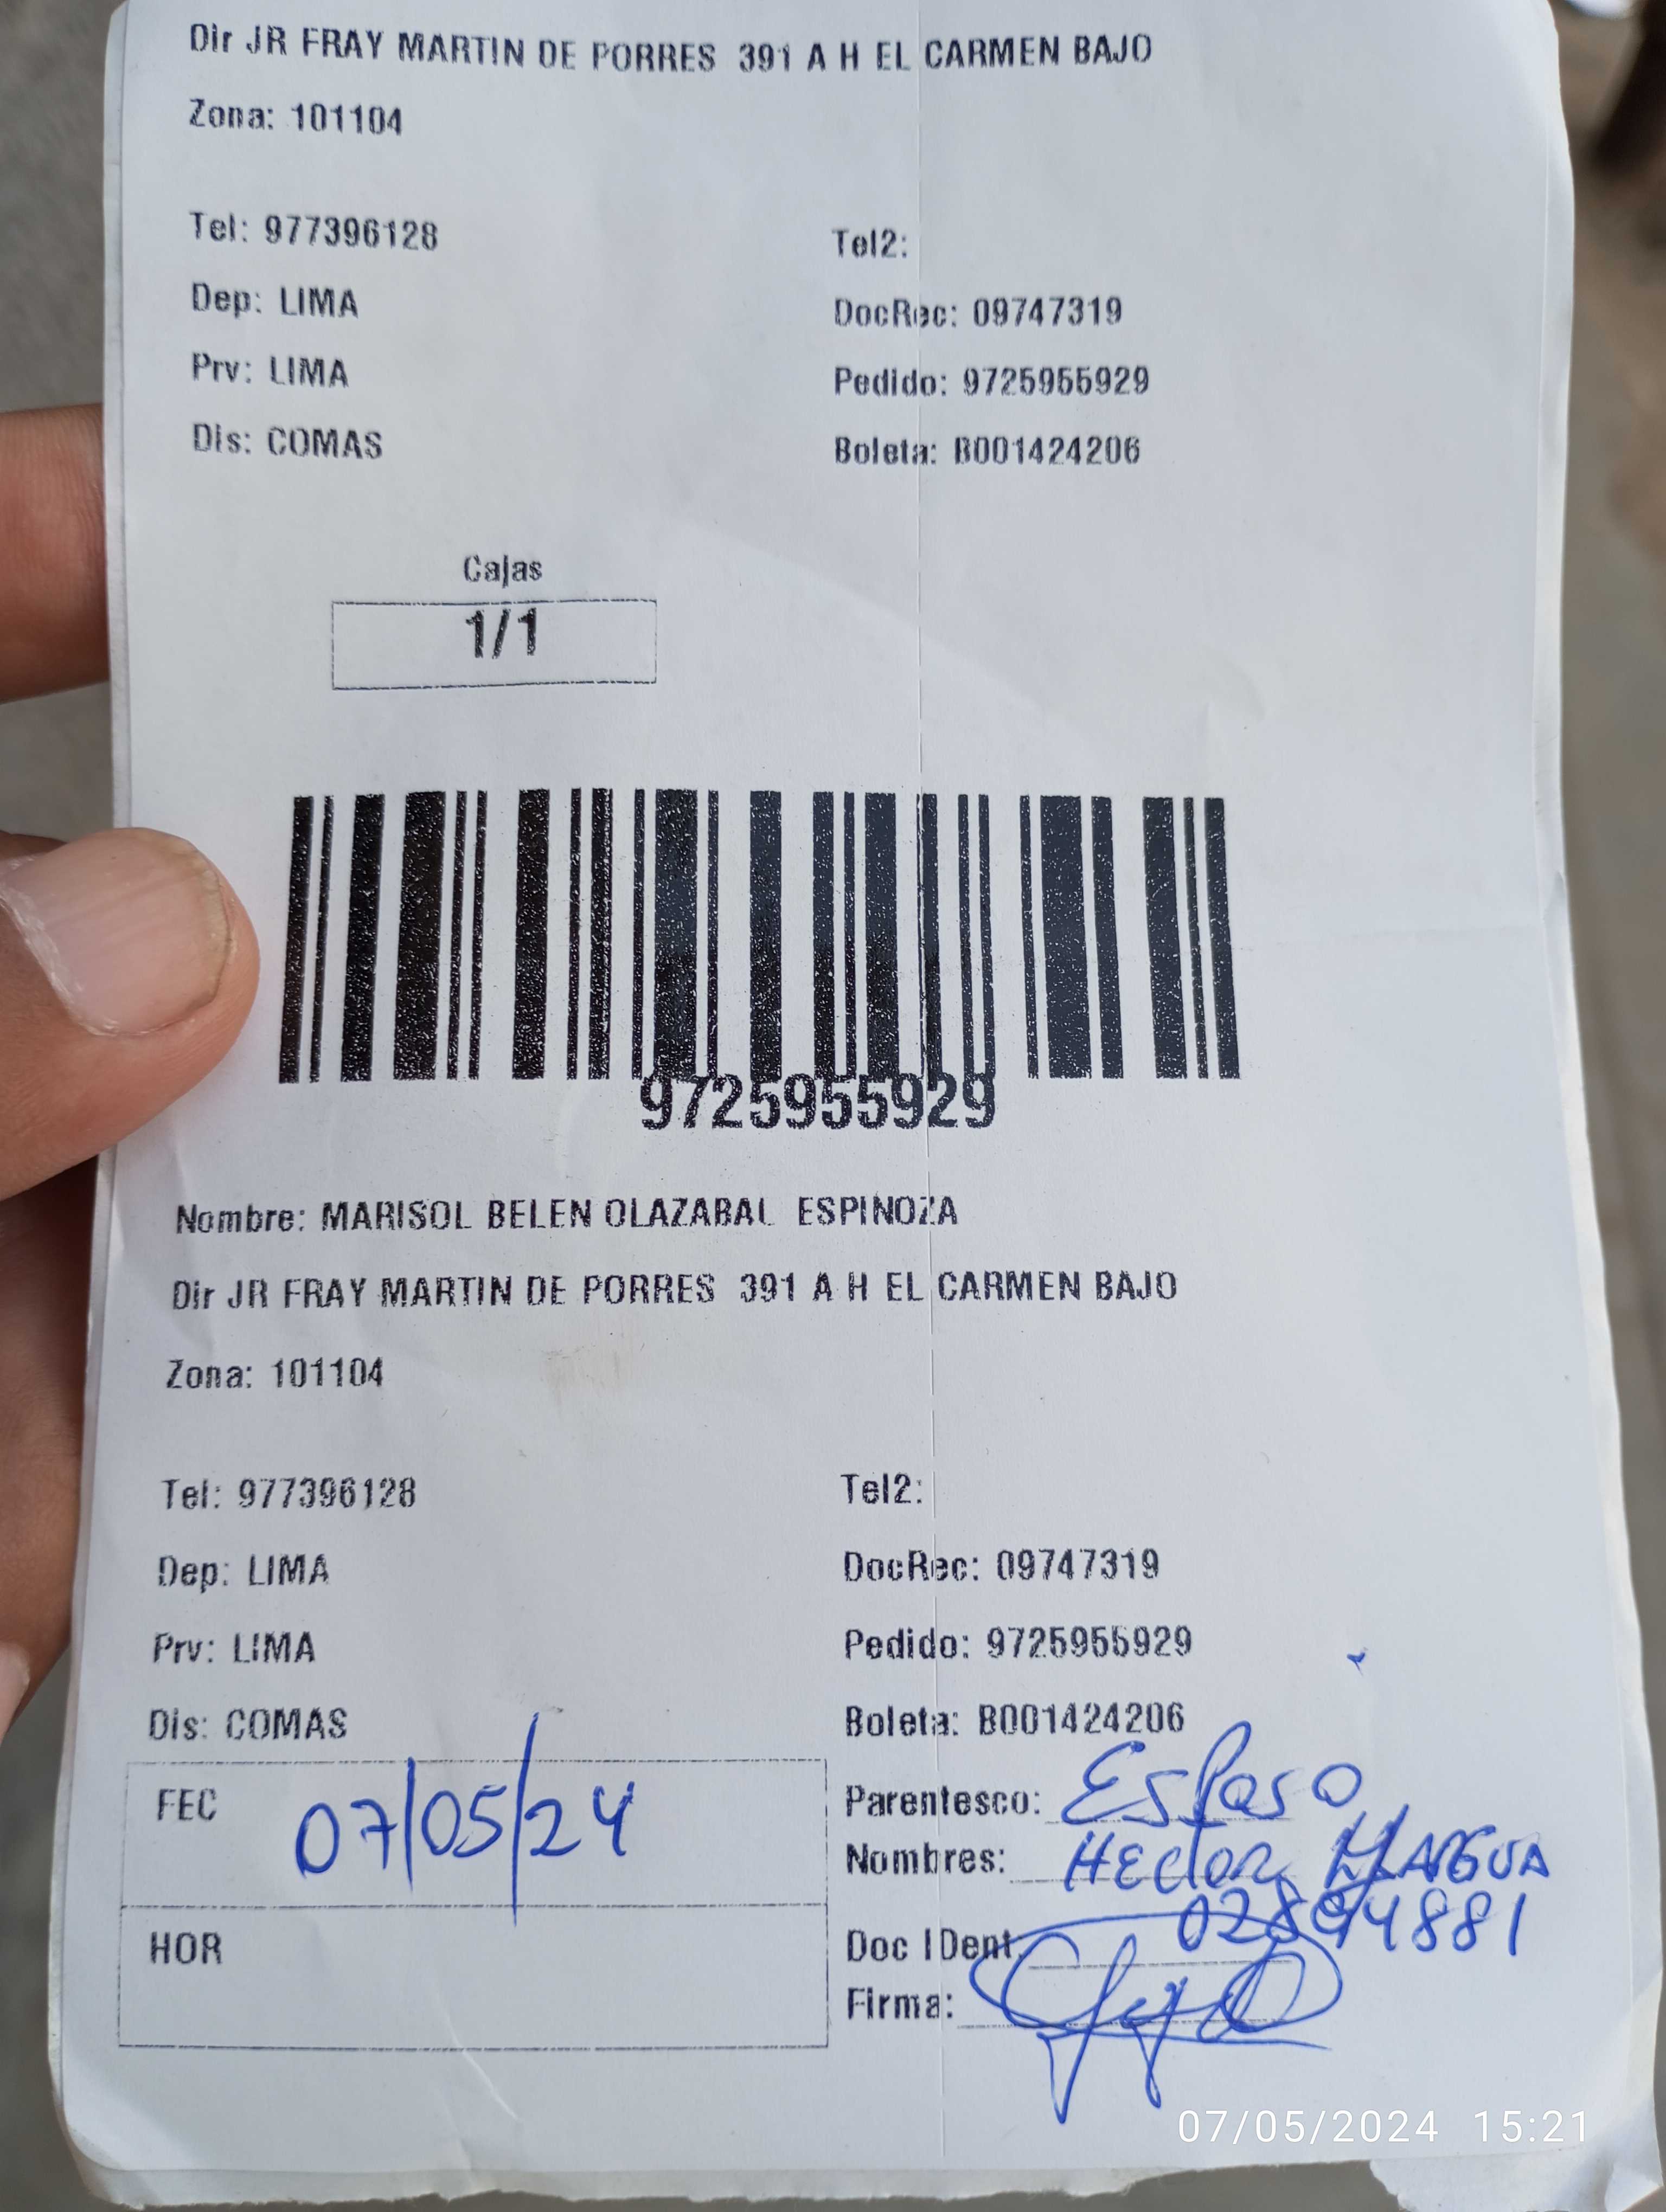 Dir JR FRAY MARTIN DE PORRES 391 A H EL CARMEN BAJO
Zona: 101104
Tel: 977396128 Tel2:
Dep: LIMA DocRec: 09747319
Prv: LIMA Pedido: 9725955929
Dis: COMAS Boleta: B001424206
Cajas
1/1
9725955929
Nombre: MARISOL BELEN OLAZABAL ESPINOZA
Dir JR FRAY MARTIN DE PORRES 391 A H EL CARMEN BAJO
Zona: 101104
Tel: 977396128 Tel2:
Dep: LIMA DocRec: 09747319
Prv: LIMA Pedido: 9725955929
Dis: COMAS Boleta: B001424206
FEC 07/05/24 Parentesco: Esposo
Nombres: HEctor
HOR Doc IDent:
Firma:
07/05/2024 15:21